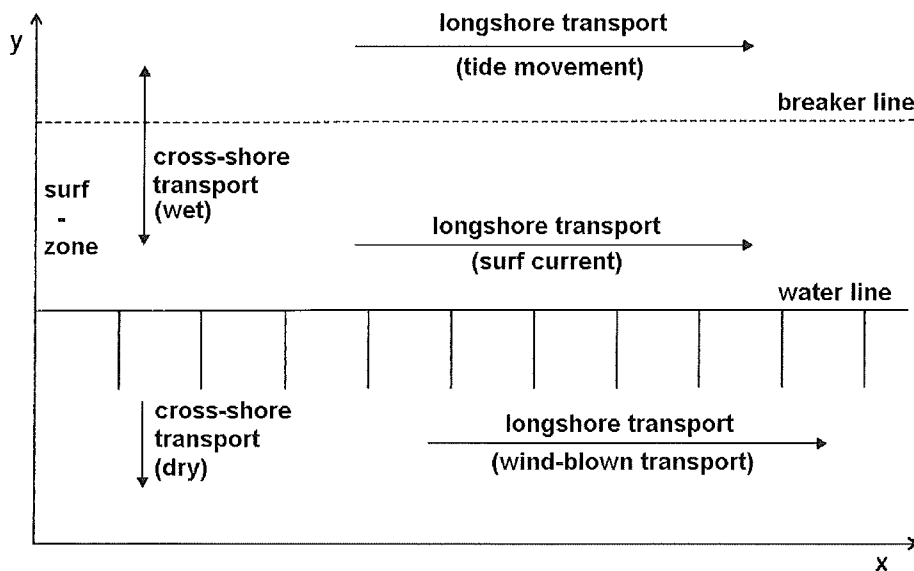 y
longshore transport
(tide movement)
breaker line
cross-shore
transport
(wet)
surf
-
zone
longshore transport
(surf current)
water line
cross-shore
transport
(dry)
longshore transport
(wind-blown transport)
x